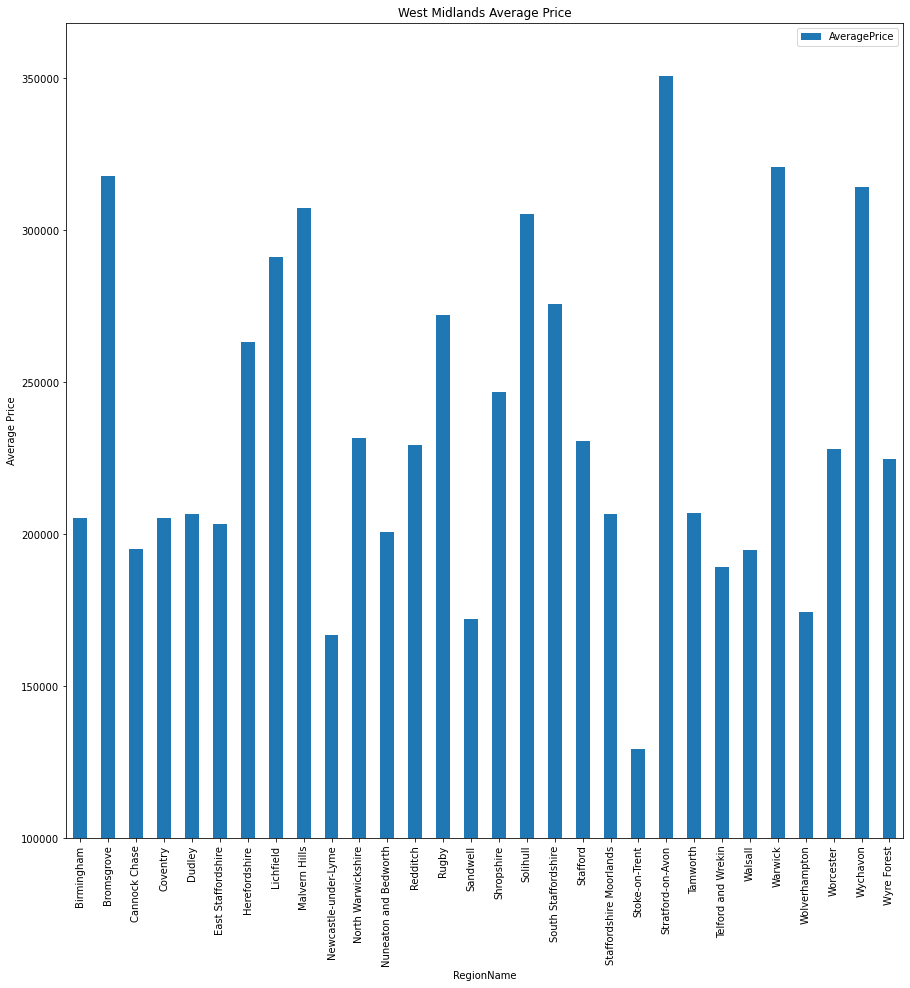 West Midlands Average Price
AveragePrice
350000
300000
250000
200000
150000
100000
Average Price
Birmingham
Bromsgrove
Cannock Chase
Coventry
Dudley
East Staffordshire
Herefordshire
Lichfield
Malvern Hills
Newcastle-under-Lyme
North Warwickshire
Nuneaton and Bedworth
Redditch
Rugby
Sandwell
Shropshire
Solihull
South Staffordshire
Stafford
Staffordshire Moorlands
Stoke-on-Trent
Stratford-on-Avon
Tamworth
Telford and Wrekin
Walsall
Warwick
Wolverhampton
Worcester
Wychavon
Wyre Forest
RegionName